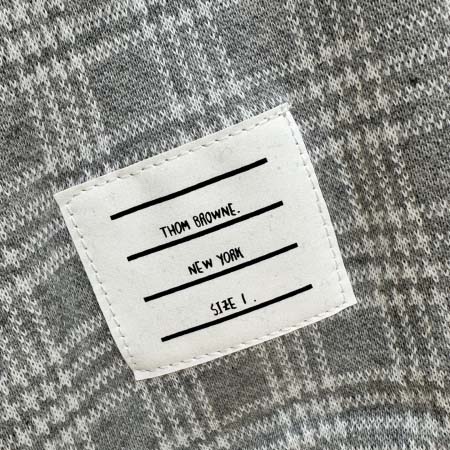 THOM BROWNE.
NEW YORK
SIZE 1 .